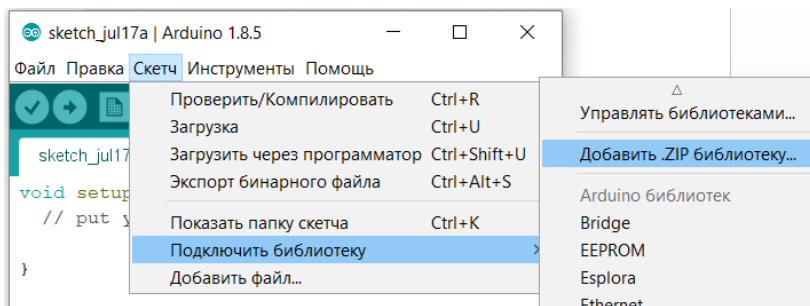 sketch_jul17a | Arduino 1.8.5
Файл Правка Скетч Инструменты Помощь
sketch_jul17
void setup
// put y
}
Проверить/Компилировать Ctrl+R
Загрузка Ctrl+U
Загрузить через программатор Ctrl+Shift+U
Экспорт бинарного файла Ctrl+Alt+S
Показать папку скетча Ctrl+K
Подключить библиотеку
Добавить файл...
Управлять библиотеками...
Добавить .ZIP библиотеку...
Arduino библиотек
Bridge
EEPROM
Esplora
Ethernet